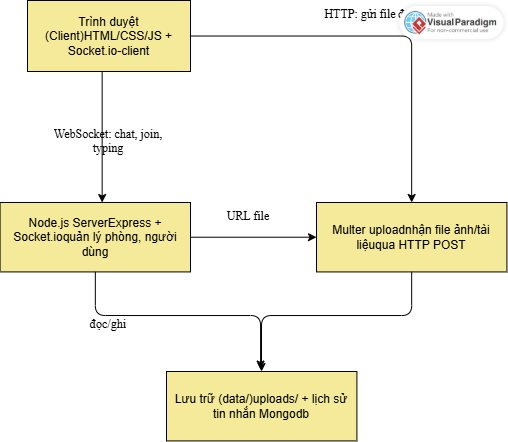 Trình duyệt
(Client)HTML/CSS/JS +
Socket.io-client
HTTP: gửi file
Made with
Visual Paradigm
For non-commercial use
WebSocket: chat, join,
typing
Node.js ServerExpress +
Socket.ioquản lý phòng, người
dùng
URL file
Multer uploadnhận file ảnh/tài
liệuqua HTTP POST
đọc/ghi
Lưu trữ (data/)uploads/ + lịch sử
tin nhắn Mongodb